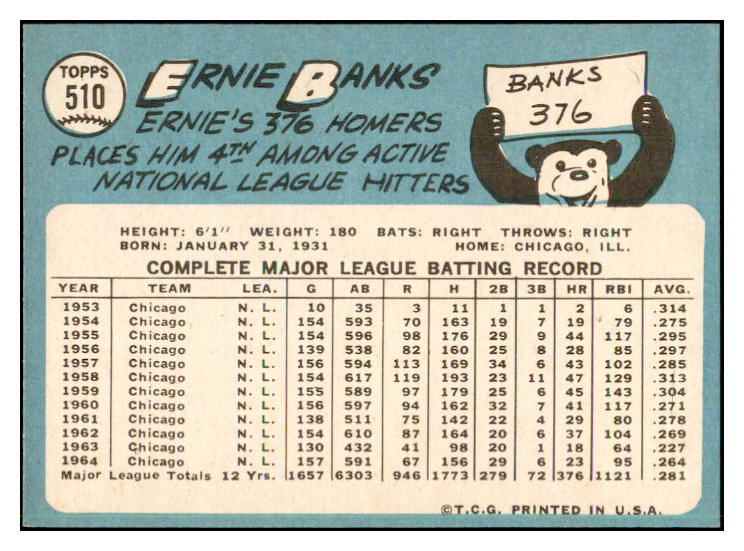 TOPPS
510
ERNIE BANKS
ERNIE'S 376 HOMERS
PLACES HIM 4TH AMONG ACTIVE
NATIONAL LEAGUE HITTERS
BANKS
376
HEIGHT: 6'1" WEIGHT: 180 BATS: RIGHT THROWS: RIGHT
BORN: JANUARY 31, 1931 HOME: CHICAGO, ILL.
COMPLETE MAJOR LEAGUE BATTING RECORD
YEAR TEAM LEA. G AB R H 2B 3B HR RBI AVG.
1953 Chicago N. L. 10 35 3 11 1 1 2 6 .314
1954 Chicago N. L. 154 593 70 163 19 7 19 79 .275
1955 Chicago N. L. 154 596 98 176 29 9 44 117 .295
1956 Chicago N. L. 139 538 82 160 25 8 28 85 .297
1957 Chicago N. L. 156 594 113 169 34 6 43 102 .285
1958 Chicago N. L. 154 617 119 193 23 11 47 129 .313
1959 Chicago N. L. 155 589 97 179 25 6 45 143 .304
1960 Chicago N. L. 156 597 94 162 32 7 41 117 .271
1961 Chicago N. L. 138 511 75 142 22 4 29 80 .278
1962 Chicago N. L. 154 610 87 164 20 6 37 104 .269
1963 Chicago N. L. 130 432 41 98 20 1 18 64 .227
1964 Chicago N. L. 157 591 67 156 29 6 23 95 .264
Major League Totals 12 Yrs. 1657 6303 946 1773 279 72 376 1121 .281
©T.C.G. PRINTED IN U.S.A.